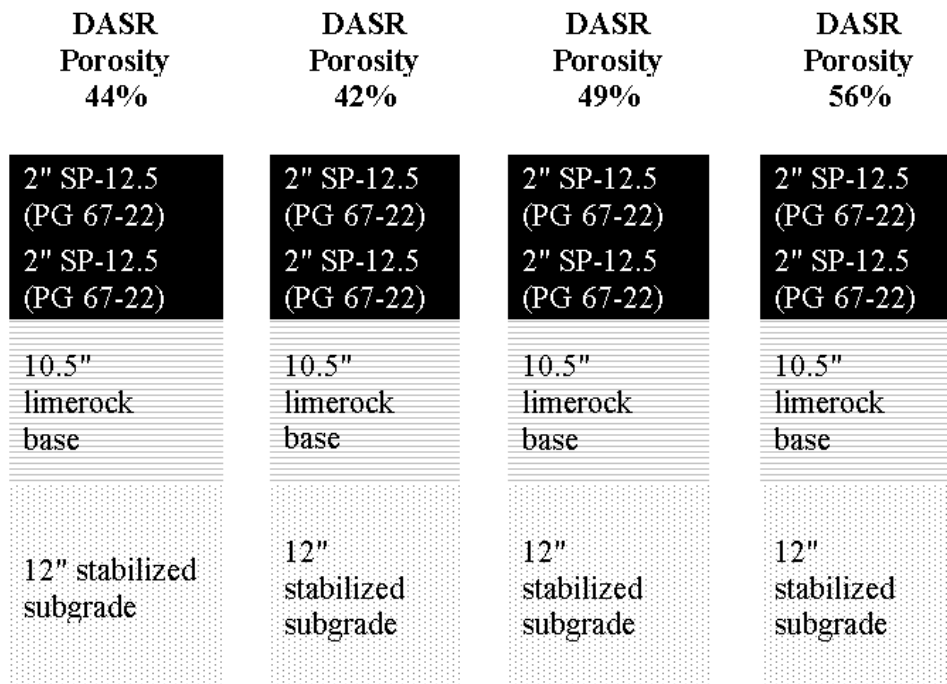 DASR
Porosity
44%
DASR
Porosity
42%
DASR
Porosity
49%
DASR
Porosity
56%
2" SP-12.5
(PG 67-22)
2" SP-12.5
(PG 67-22)
10.5"
limerock
base
12" stabilized
subgrade
2" SP-12.5
(PG 67-22)
2" SP-12.5
(PG 67-22)
10.5"
limerock
base
12"
stabilized
subgrade
2" SP-12.5
(PG 67-22)
2" SP-12.5
(PG 67-22)
10.5"
limerock
base
12"
stabilized
subgrade
2" SP-12.5
(PG 67-22)
2" SP-12.5
(PG 67-22)
10.5"
limerock
base
12"
stabilized
subgrade